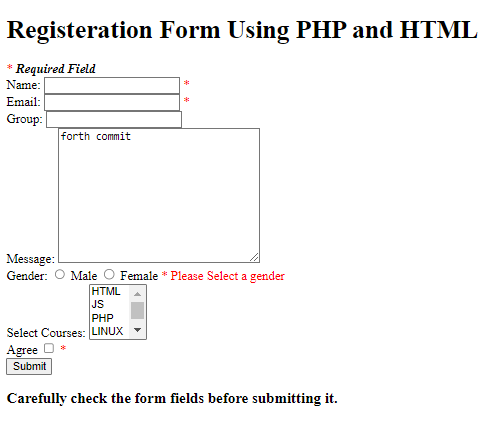 Registeration Form Using PHP and HTML
* Required Field
Name: *
Email: *
Group:
forth commit
Message:
Gender: Male Female * Please Select a gender
HTML
JS
PHP
LINUX
Select Courses:
Agree *
Submit
Carefully check the form fields before submitting it.